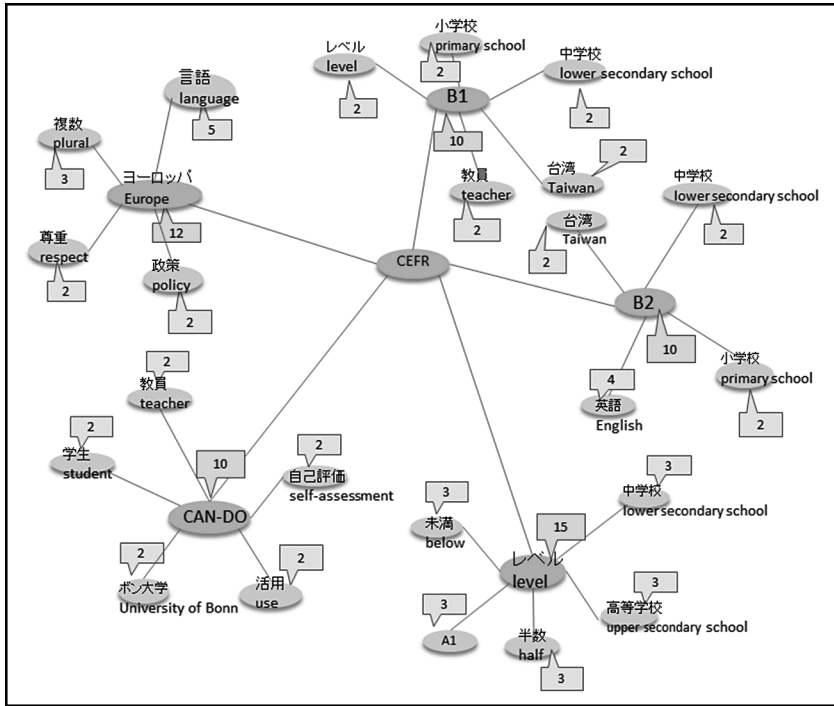 CEFR
ヨーロッパ
Europe
12
言語
language
5
複数
plural
3
尊重
respect
2
政策
policy
2
B1
10
レベル
level
2
小学校
primary school
2
中学校
lower secondary school
2
台湾
Taiwan
2
教員
teacher
2
B2
10
台湾
Taiwan
2
中学校
lower secondary school
2
小学校
primary school
2
4
英語
English
CAN-DO
10
2
教員
teacher
2
学生
student
2
自己評価
self-assessment
2
ボン大学
University of Bonn
2
活用
use
レベル
level
15
3
未満
below
3
中学校
lower secondary school
3
高等学校
upper secondary school
3
A1
半数
half
3